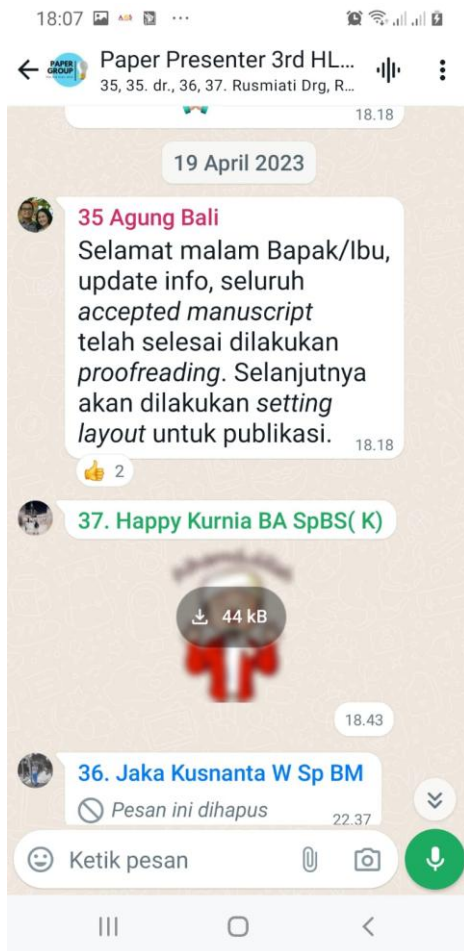 18:07
Paper Presenter 3rd HL...
35, 35. dr., 36, 37. Rusmiati Drg, R...
PAPER
GROUP
18.18
19 April 2023
35 Agung Bali
Selamat malam Bapak/Ibu,
update info, seluruh
accepted manuscript
telah selesai dilakukan
proofreading. Selanjutnya
akan dilakukan setting
layout untuk publikasi.
18.18
2
37. Happy Kurnia BA SpBS( K)
44 kB
18.43
36. Jaka Kusnanta W Sp BM
Pesan ini dihapus
22.37
Ketik pesan